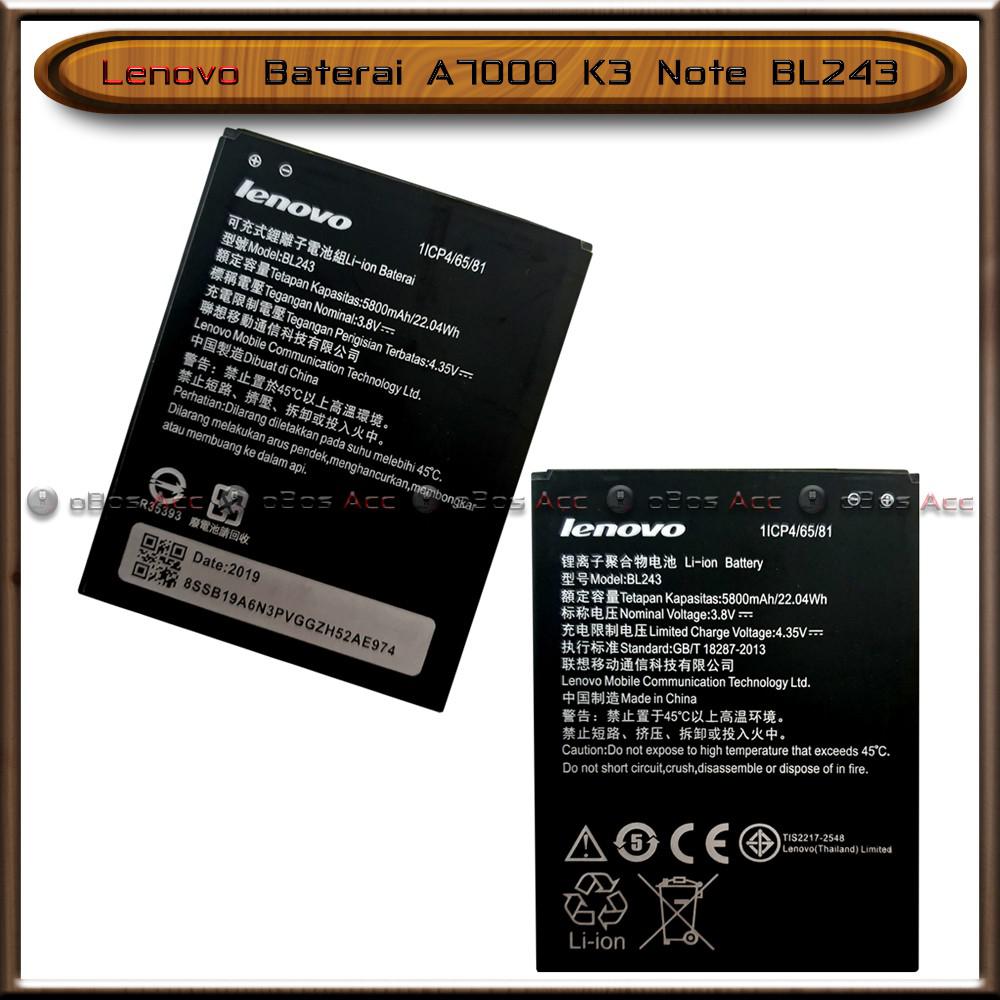 Lenovo Baterai A7000 K3 Note BL243
lenovo
1ICP4/65/81
可充式鋰離子電池組Li-ion Baterai
型號Model:BL243
額定容量Tetapan Kapasitas:5800mAh/22.04Wh
標稱電壓Tegangan Nominal:3.8V
充電限制電壓Tegangan Perigisian Terbatas:4.35V
聯想移動通信科技有限公司
Lenovo Mobile Communication Technology Ltd.
中国製造Dibuat di China
警告：禁止置於45℃以上高溫環境。
禁止短路、擠壓、拆卸或投入火中。
Perhatian:Dilarang diletakkan pada suhu melebihi 45℃.
Dilarang melakukan arus pendek,menghancurkan,membongkar
atau membuang ke dalam api.
R35393
廢電池請回收
Date:2019
8SSB19A6N3PVGGZH52AE974
oBos Acc oBos Acc oBos Acc oBos Acc oBos Acc
lenovo
1ICP4/65/81
锂离子聚合物电池 Li-ion Battery
型号Model:BL243
額定容量Tetapan Kapasitas:5800mAh/22.04Wh
标称电压Nominal Voltage:3.8V
充电限制电压Limited Charge Voltage:4.35V
执行标准Standard:GB/T 18287-2013
联想移动通信科技有限公司
Lenovo Mobile Communication Technology Ltd.
中国制造Made in China
警告：禁止置于45℃以上高温环境。
禁止短路、挤压、拆卸或投入火中。
Caution:Do not expose to high temperature that exceeds 45℃.
Do not short circuit,crush,disassemble or dispose of in fire.
5
TIS2217-2548
Lenovo(Thailand) Limited
Li-ion